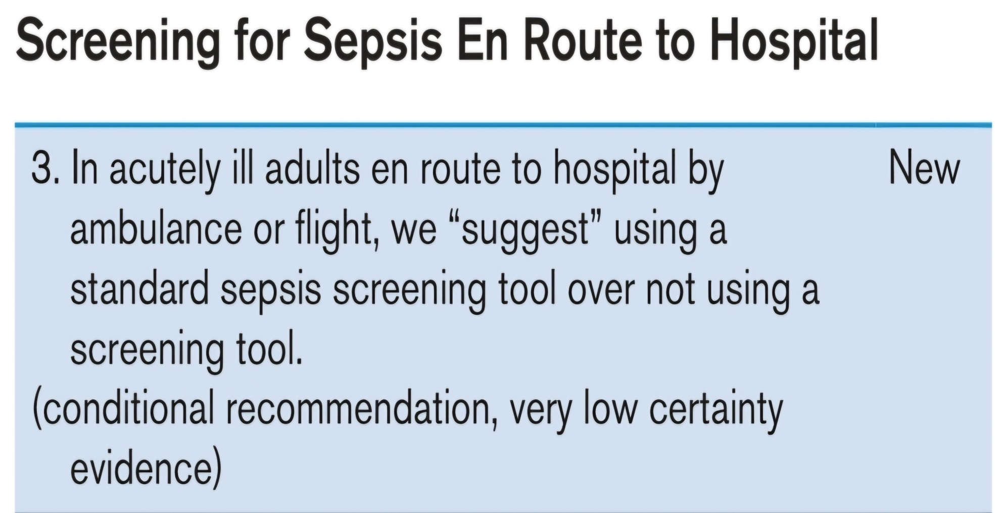 Screening for Sepsis En Route to Hospital
3. In acutely ill adults en route to hospital by New
ambulance or flight, we “suggest” using a
standard sepsis screening tool over not using a
screening tool.
(conditional recommendation, very low certainty
evidence)